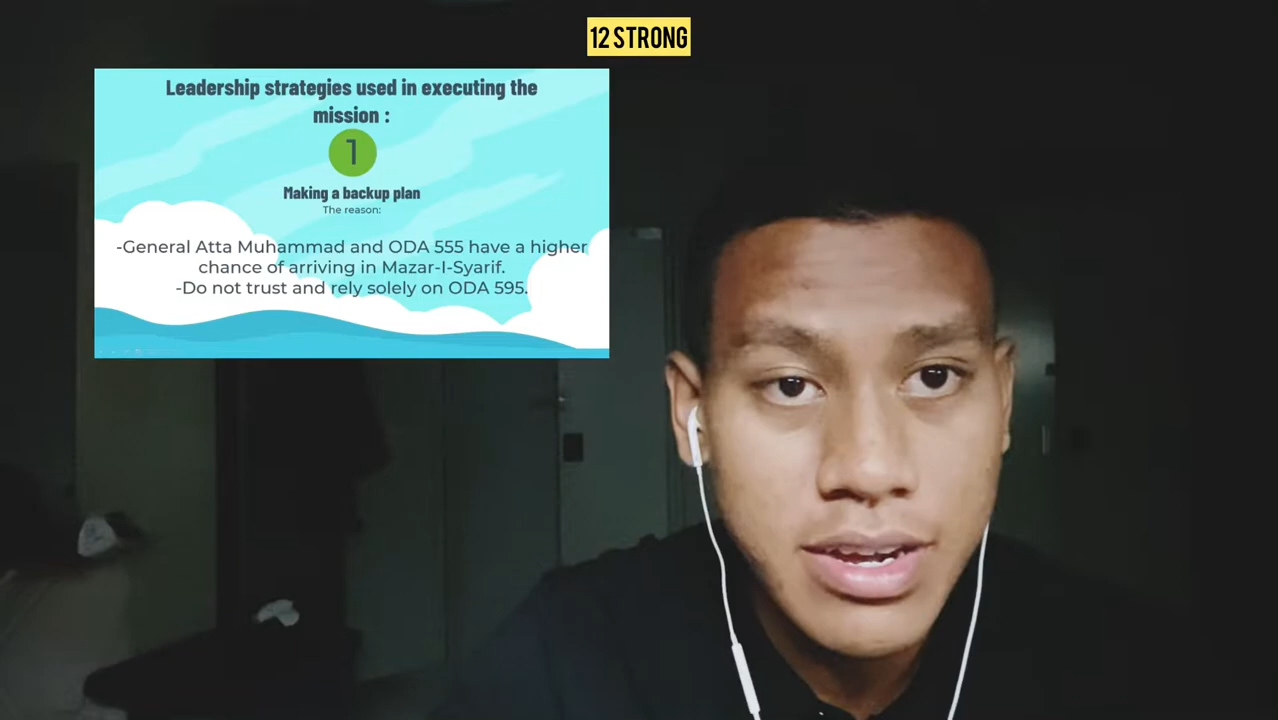 12 STRONG
Leadership strategies used in executing the
mission :
1
Making a backup plan
The reason:
-General Atta Muhammad and ODA 555 have a higher
chance of arriving in Mazar-I-Syarif.
-Do not trust and rely solely on ODA 595.